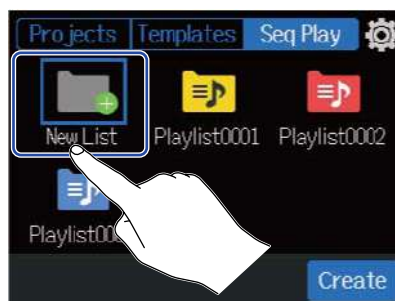 Projects Templates Seq Play
New List Playlist0001 Playlist0002
Create